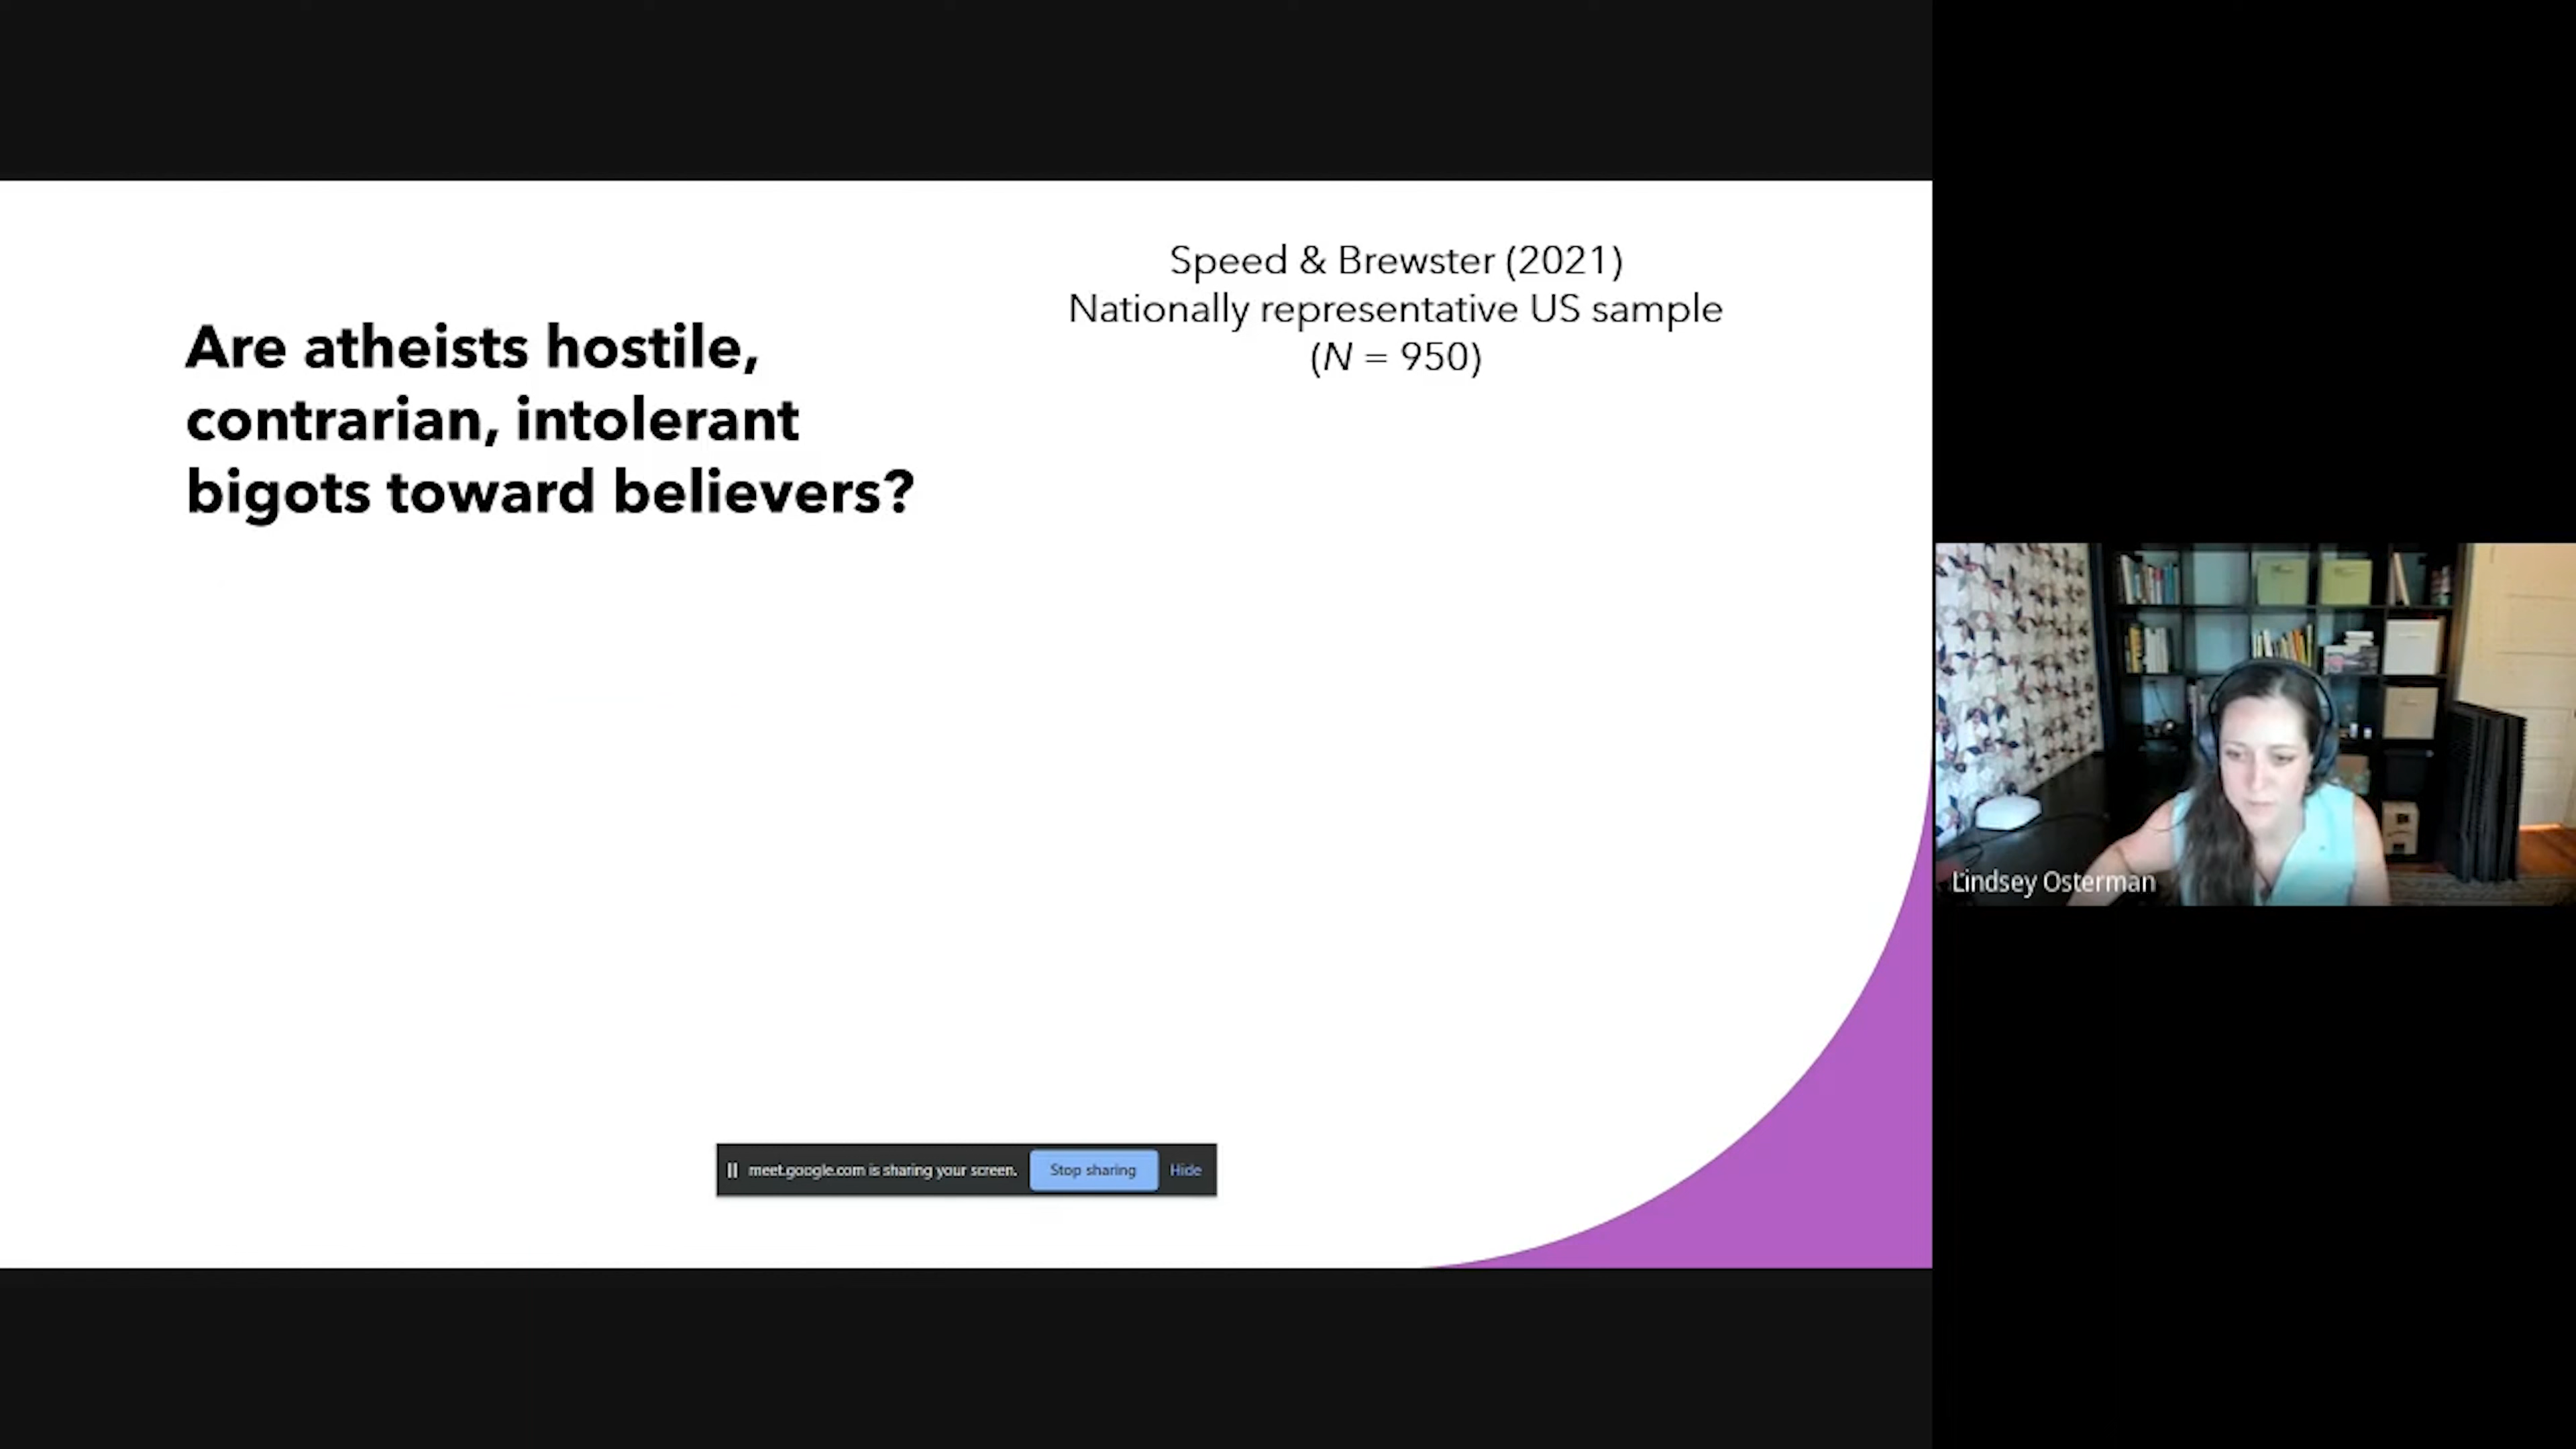 Speed & Brewster (2021)
Nationally representative US sample
(N = 950)
Are atheists hostile,
contrarian, intolerant
bigots toward believers?
Lindsey Osterman
meet.google.com is sharing your screen.
Stop sharing
Hide